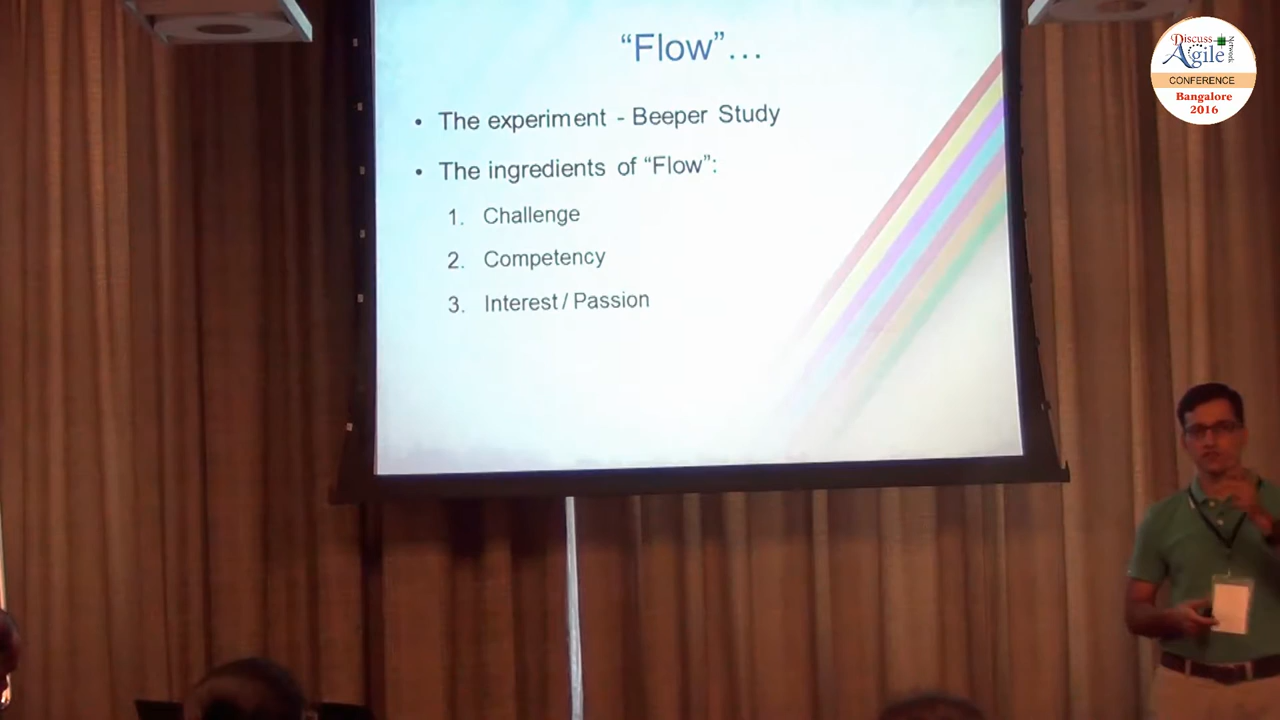 "Flow"...
• The experiment - Beeper Study
• The ingredients of "Flow":
1. Challenge
2. Competency
3. Interest / Passion
Discuss
Agile
Network
CONFERENCE
Bangalore
2016